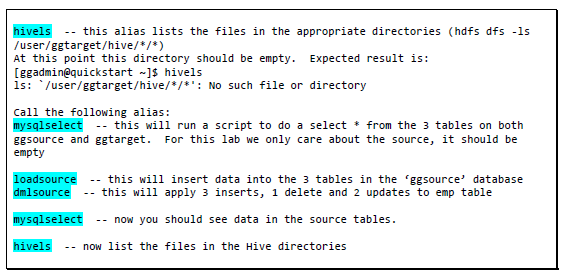 hivels -- this alias lists the files in the appropriate directories (hdfs dfs -ls
/user/ggtarget/hive/*/*)
At this point this directory should be empty. Expected result is:
[ggadmin@quickstart ~]$ hivels
ls: `/user/ggtarget/hive/*/*': No such file or directory
Call the following alias:
mysqlselect -- this will run a script to do a select * from the 3 tables on both
ggsource and ggtarget. For this lab we only care about the source, it should be
empty
loadsource -- this will insert data into the 3 tables in the ‘ggsource’ database
dmlsource -- this will apply 3 inserts, 1 delete and 2 updates to emp table
mysqlselect -- now you should see data in the source tables.
hivels -- now list the files in the Hive directories